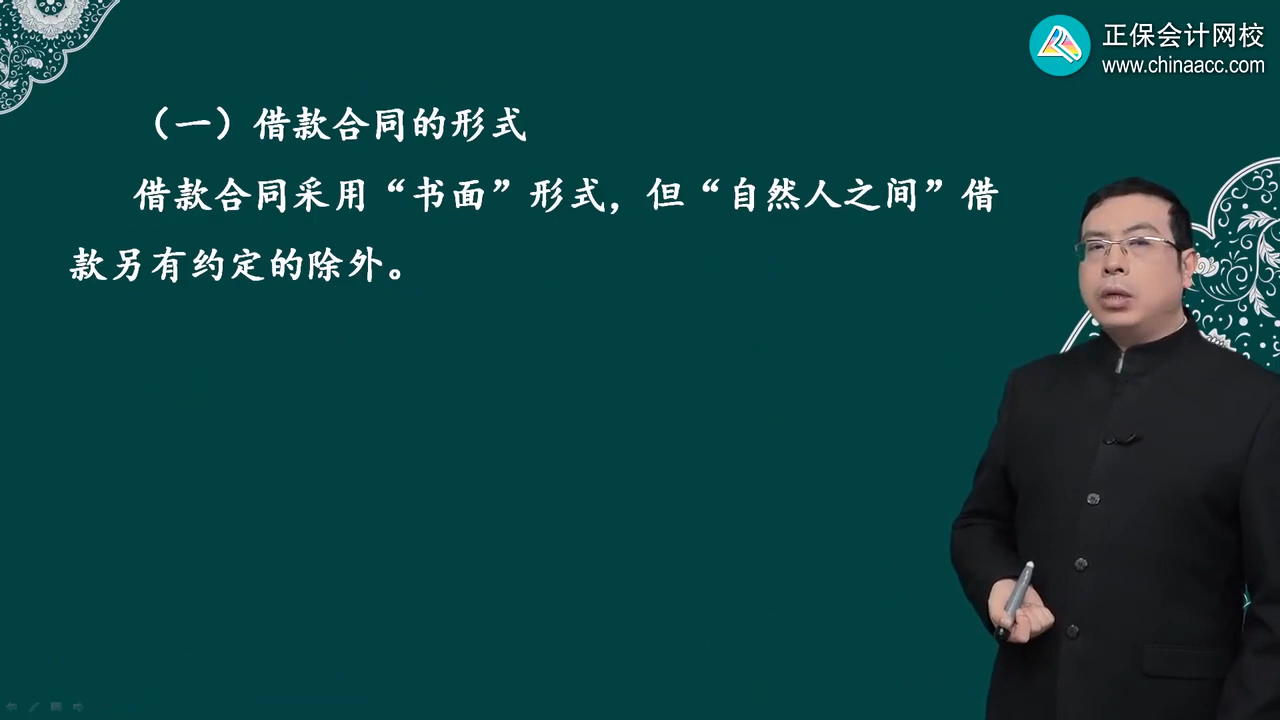 正保会计网校
www.chinaacc.com
（一）借款合同的形式
借款合同采用“书面”形式，但“自然人之间”借
款另有约定的除外。